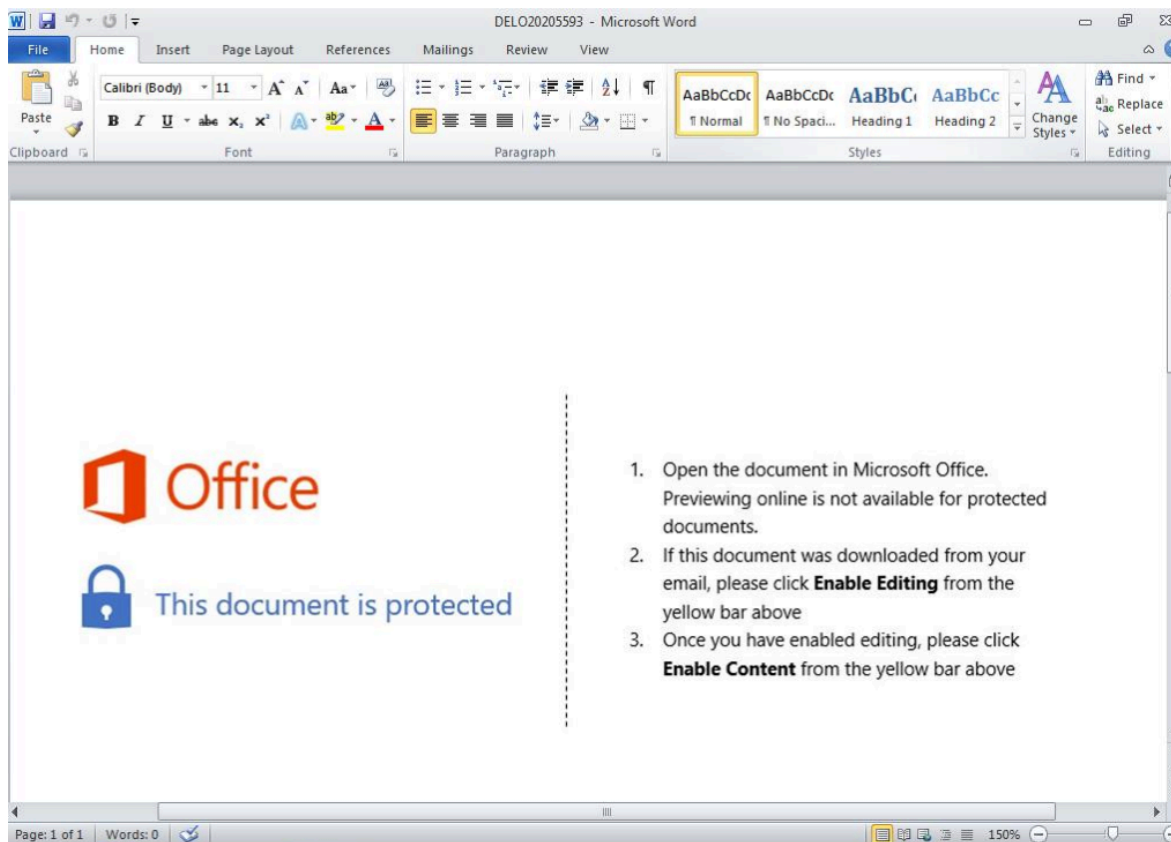 DELO20205593 - Microsoft Word
File Home Insert Page Layout References Mailings Review View
Calibri (Body) 11 A A Aa Find
Paste B I U abc x₂ x² A ab A AaBbCcDc AaBbCcDc AaBbC AaBbCc Change Styles Replace
¶ Normal ¶ No Spaci... Heading 1 Heading 2 Select
Clipboard Font Paragraph Styles Editing
Office
This document is protected
1. Open the document in Microsoft Office.
Previewing online is not available for protected
documents.
2. If this document was downloaded from your
email, please click Enable Editing from the
yellow bar above
3. Once you have enabled editing, please click
Enable Content from the yellow bar above
Page: 1 of 1 Words: 0 150%